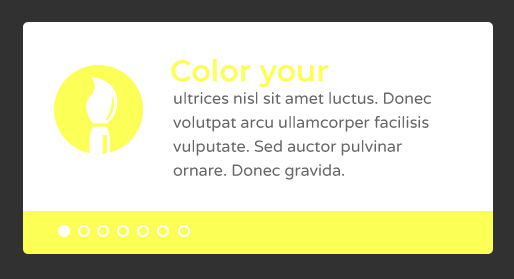 Color your
ultrices nisl sit amet luctus. Donec
volutpat arcu ullamcorper facilisis
vulputate. Sed auctor pulvinar
ornare. Donec gravida.